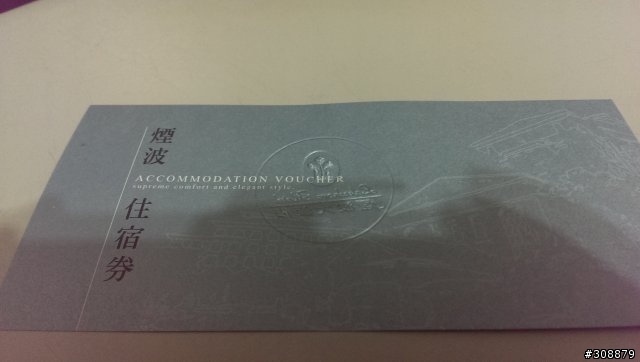 煙波
住宿券
ACCOMMODATION VOUCHER
supreme comfort and elegant style.
#308879